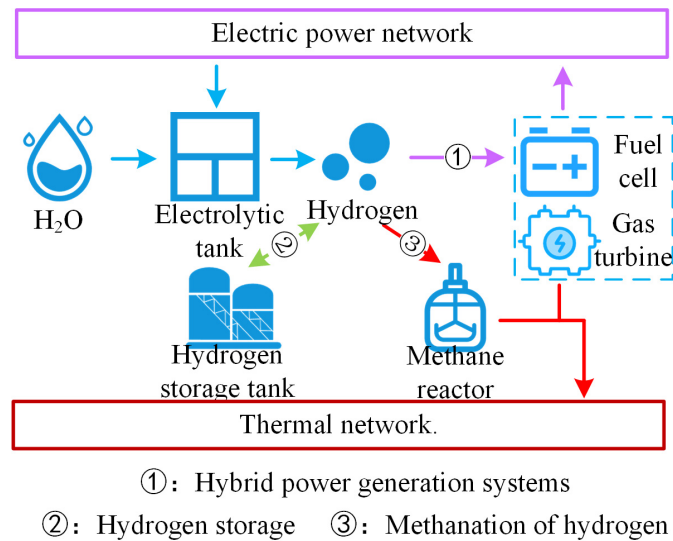 Electric power network
①
Fuel
cell
H₂O
Electrolytic
tank
Hydrogen
Gas
turbine
②
③
Hydrogen
storage tank
Methane
reactor
Thermal network.
①: Hybrid power generation systems
②: Hydrogen storage ③: Methanation of hydrogen